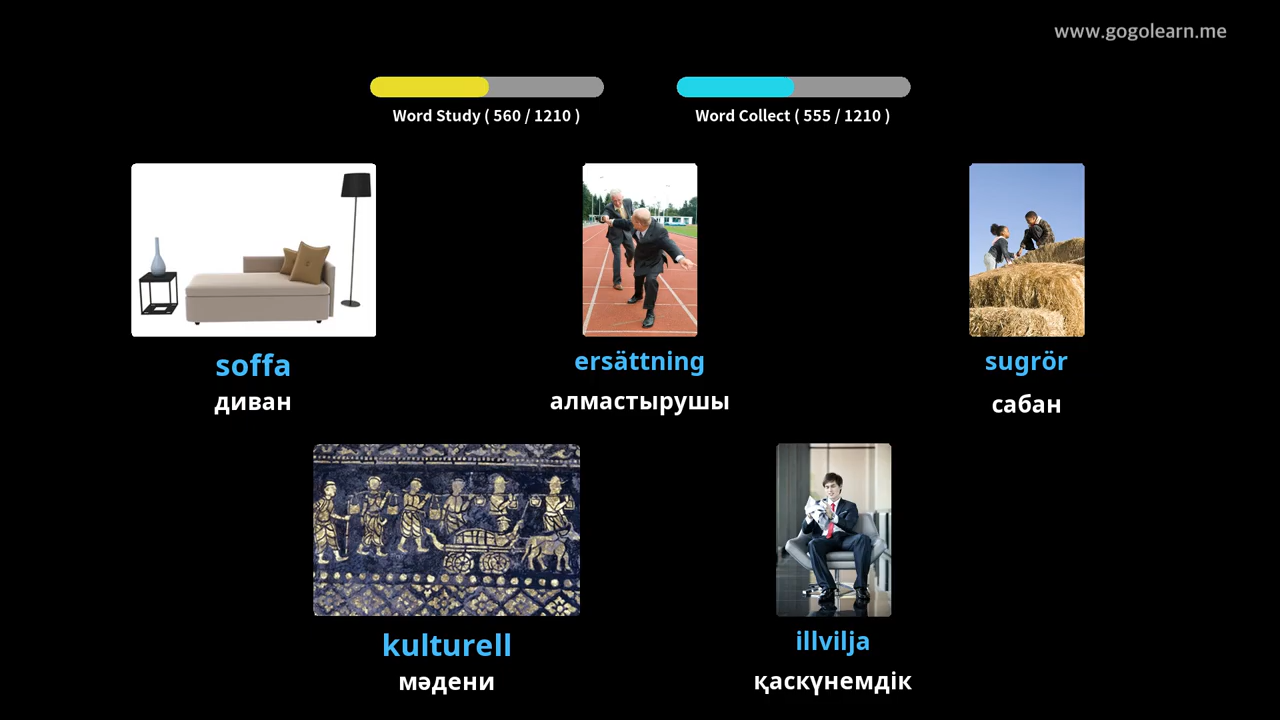 www.gogolearn.me
Word Study ( 560 / 1210 )
Word Collect ( 555 / 1210 )
soffa
диван
ersättning
алмастырушы
sugrör
сабан
kulturell
мәдени
illvilja
қаскүнемдік